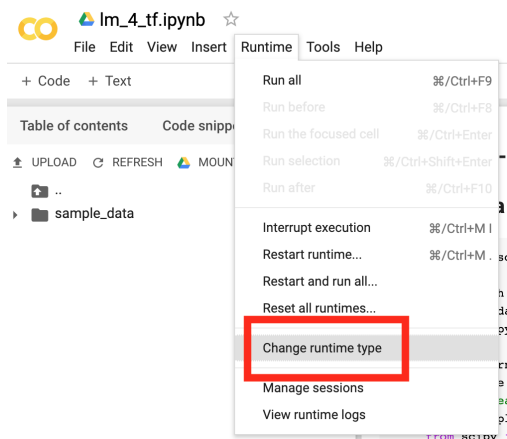 lm_4_tf.ipynb
File Edit View Insert Runtime Tools Help
+ Code + Text
Table of contents Code snipp
UPLOAD REFRESH MOUN
..
sample_data
Run all ⌘/Ctrl+F9
Run before ⌘/Ctrl+F8
Run the focused cell ⌘/Ctrl+Enter
Run selection ⌘/Ctrl+Shift+Enter
Run after ⌘/Ctrl+F10
Interrupt execution ⌘/Ctrl+M I
Restart runtime... ⌘/Ctrl+M .
Restart and run all...
Reset all runtimes...
Change runtime type
Manage sessions
View runtime logs
from scipy